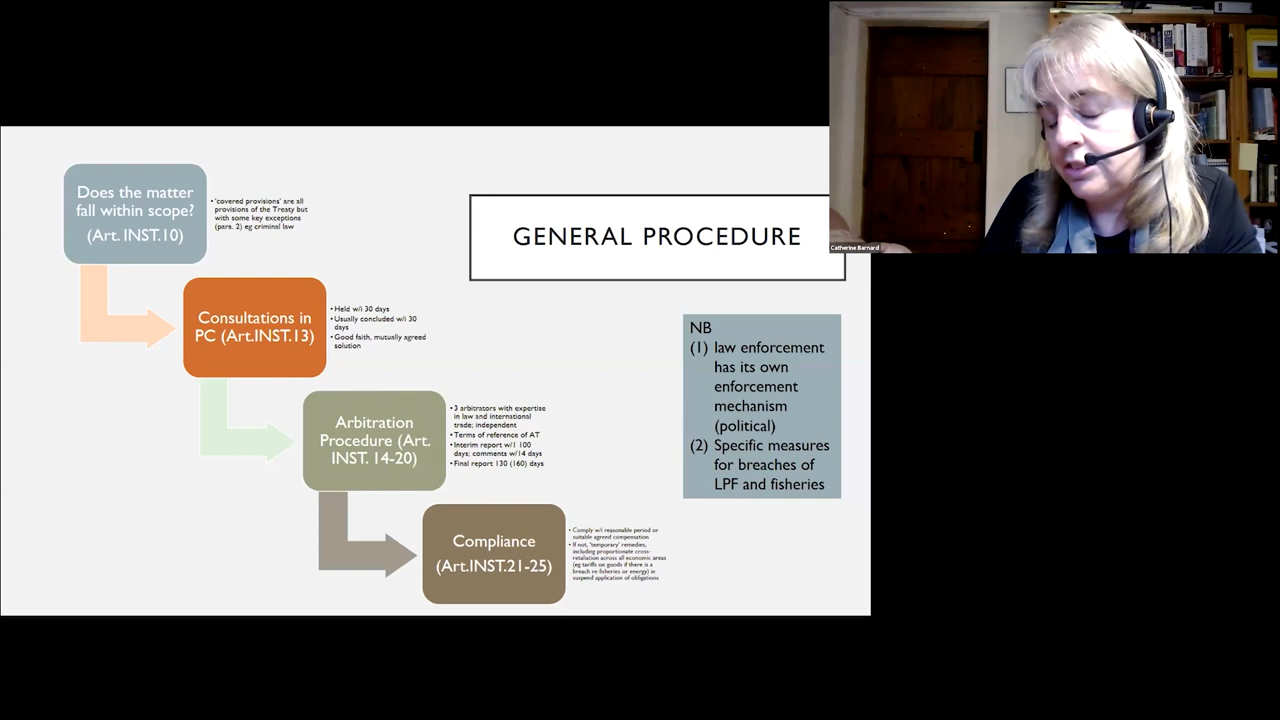 Does the matter
fall within scope?
(Art. INST.10)
• 'covered provisions' are all
provisions of the Treaty but
with some key exceptions
(para. 2) eg criminal law
GENERAL PROCEDURE
Catherine Barnard
Consultations in
PC (Art.INST.13)
• Held w/i 30 days
• Usually concluded w/i 30
days
• Good faith, mutually agreed
solution
NB
(1) law enforcement
has its own
enforcement
mechanism
(political)
(2) Specific measures
for breaches of
LPF and fisheries
Arbitration
Procedure (Art.
INST. 14-20)
• 3 arbitrators with expertise
in law and international
trade; independent
• Terms of reference of AT
• Interim report w/1 100
days; comments w/14 days
• Final report 130 (160) days
Compliance
(Art.INST.21-25)
• Comply w/i reasonable period or
suitable agreed compensation
• If not, 'temporary' remedies,
including proportionate cross-
retaliation across all economic areas
(eg tariffs on goods if there is a
breach re fisheries or energy) ie
suspend application of obligations